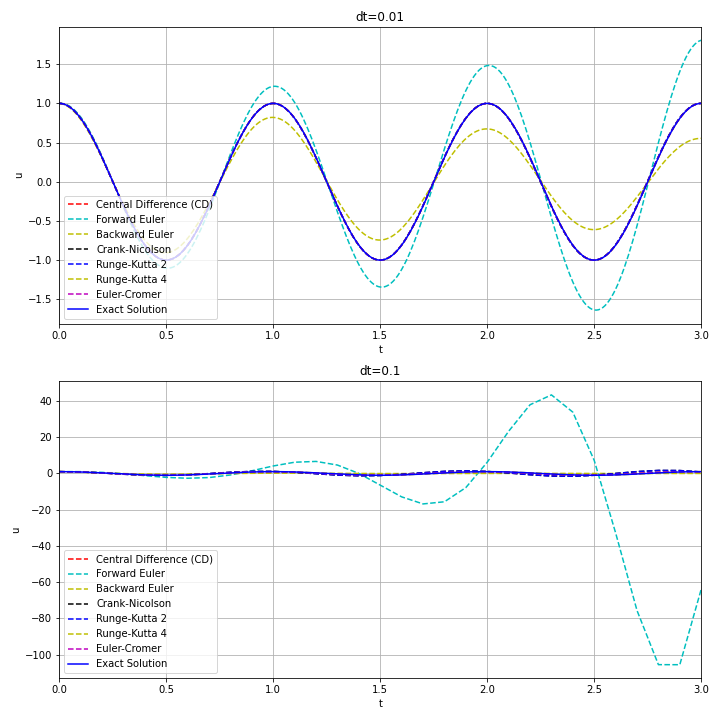 dt=0.01
u
1.5
1.0
0.5
0.0
−0.5
−1.0
−1.5
Central Difference (CD)
Forward Euler
Backward Euler
Crank-Nicolson
Runge-Kutta 2
Runge-Kutta 4
Euler-Cromer
Exact Solution
0.0 0.5 1.0 1.5 2.0 2.5 3.0
t
dt=0.1
u
40
20
0
−20
−40
−60
−80
−100
Central Difference (CD)
Forward Euler
Backward Euler
Crank-Nicolson
Runge-Kutta 2
Runge-Kutta 4
Euler-Cromer
Exact Solution
0.0 0.5 1.0 1.5 2.0 2.5 3.0
t